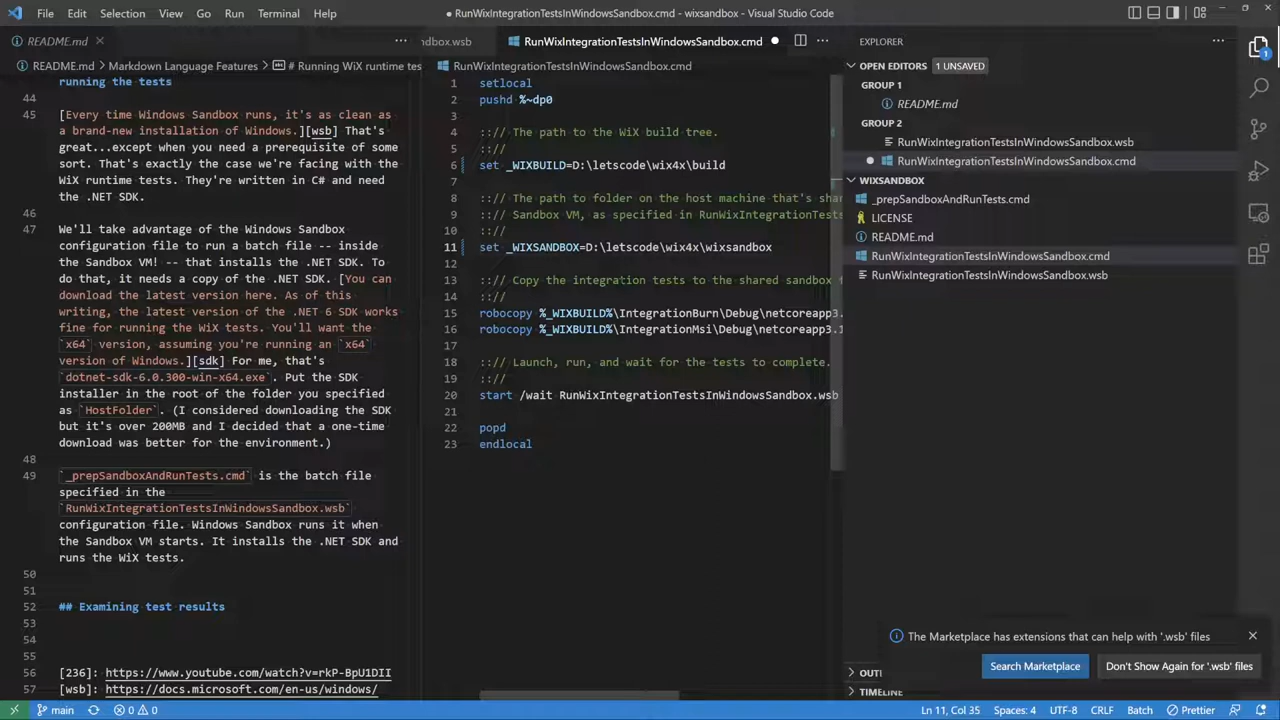 File Edit Selection View Go Run Terminal Help
● RunWixIntegrationTestsInWindowsSandbox.cmd - wixsandbox - Visual Studio Code
README.md
README.md > Markdown Language Features > # Running WiX runtime tes
running the tests
44
45 [Every time Windows Sandbox runs, it's as clean as
a brand-new installation of Windows.][wsb] That's
great...except when you need a prerequisite of some
sort. That's exactly the case we're facing with the
WiX runtime tests. They're written in C# and need
the .NET SDK.
46
47 We'll take advantage of the Windows Sandbox
configuration file to run a batch file -- inside
the Sandbox VM! -- that installs the .NET SDK. To
do that, it needs a copy of the .NET SDK. [You can
download the latest version here. As of this
writing, the latest version of the .NET 6 SDK works
fine for running the WiX tests. You'll want the
`x64` version, assuming you're running an `x64`
version of Windows.][sdk] For me, that's
`dotnet-sdk-6.0.300-win-x64.exe`. Put the SDK
installer in the root of the folder you specified
as `HostFolder`. (I considered downloading the SDK
but it's over 200MB and I decided that a one-time
download was better for the environment.)
48
49 `_prepSandboxAndRunTests.cmd` is the batch file
specified in the
`RunWixIntegrationTestsInWindowsSandbox.wsb`
configuration file. Windows Sandbox runs it when
the Sandbox VM starts. It installs the .NET SDK and
runs the WiX tests.
50
51
52 ## Examining test results
53
54
55
56 [236]: https://www.youtube.com/watch?v=rkP-BpU1DII
57 [wsb]: https://docs.microsoft.com/en-us/windows/
dbox.wsb
RunWixIntegrationTestsInWindowsSandbox.cmd
RunWixIntegrationTestsInWindowsSandbox.cmd
1 setlocal
2 pushd %~dp0
3
4 ::// The path to the WiX build tree.
5 :://
6 set _WIXBUILD=D:\letscode\wix4x\build
7
8 ::// The path to folder on the host machine that's shar
9 ::// Sandbox VM, as specified in RunWixIntegrationTests
10 :://
11 set _WIXSANDBOX=D:\letscode\wix4x\wixsandbox
12
13 ::// Copy the integration tests to the shared sandbox f
14 :://
15 robocopy %_WIXBUILD%\IntegrationBurn\Debug\netcoreapp3.
16 robocopy %_WIXBUILD%\IntegrationMsi\Debug\netcoreapp3.1
17
18 ::// Launch, run, and wait for the tests to complete.
19 :://
20 start /wait RunWixIntegrationTestsInWindowsSandbox.wsb
21
22 popd
23 endlocal
EXPLORER
OPEN EDITORS 1 UNSAVED
GROUP 1
README.md
GROUP 2
RunWixIntegrationTestsInWindowsSandbox.wsb
RunWixIntegrationTestsInWindowsSandbox.cmd
WIXSANDBOX
_prepSandboxAndRunTests.cmd
LICENSE
README.md
RunWixIntegrationTestsInWindowsSandbox.cmd
RunWixIntegrationTestsInWindowsSandbox.wsb
1
The Marketplace has extensions that can help with '.wsb' files
Search Marketplace Don't Show Again for '.wsb' files
OUTI
TIMELINE
main 0 0 Ln 11, Col 35 Spaces: 4 UTF-8 CRLF Batch Prettier